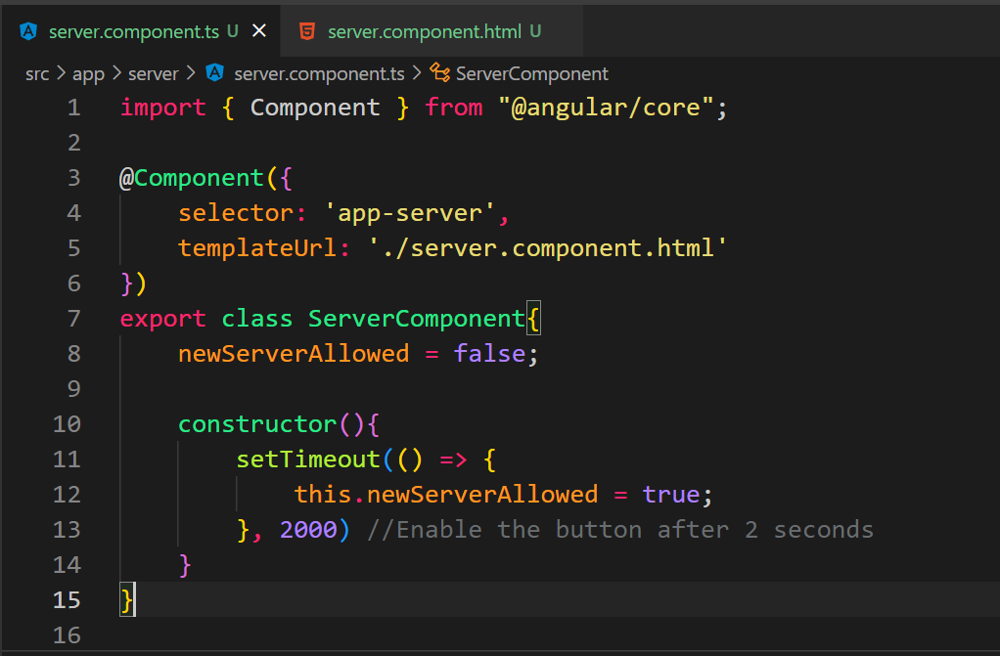 server.component.ts U ×
server.component.html U
src > app > server > server.component.ts > ServerComponent
1 import { Component } from "@angular/core";
2
3 @Component({
4     selector: 'app-server',
5     templateUrl: './server.component.html'
6 })
7 export class ServerComponent{
8     newServerAllowed = false;
9
10     constructor(){
11         setTimeout(() => {
12             this.newServerAllowed = true;
13         }, 2000) //Enable the button after 2 seconds
14     }
15 }
16